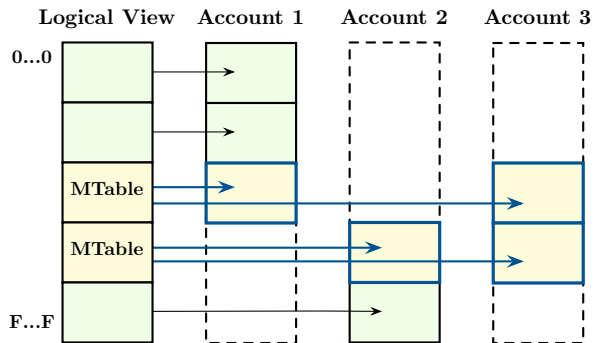 Logical View Account 1 Account 2 Account 3
0...0
MTable
MTable
F...F